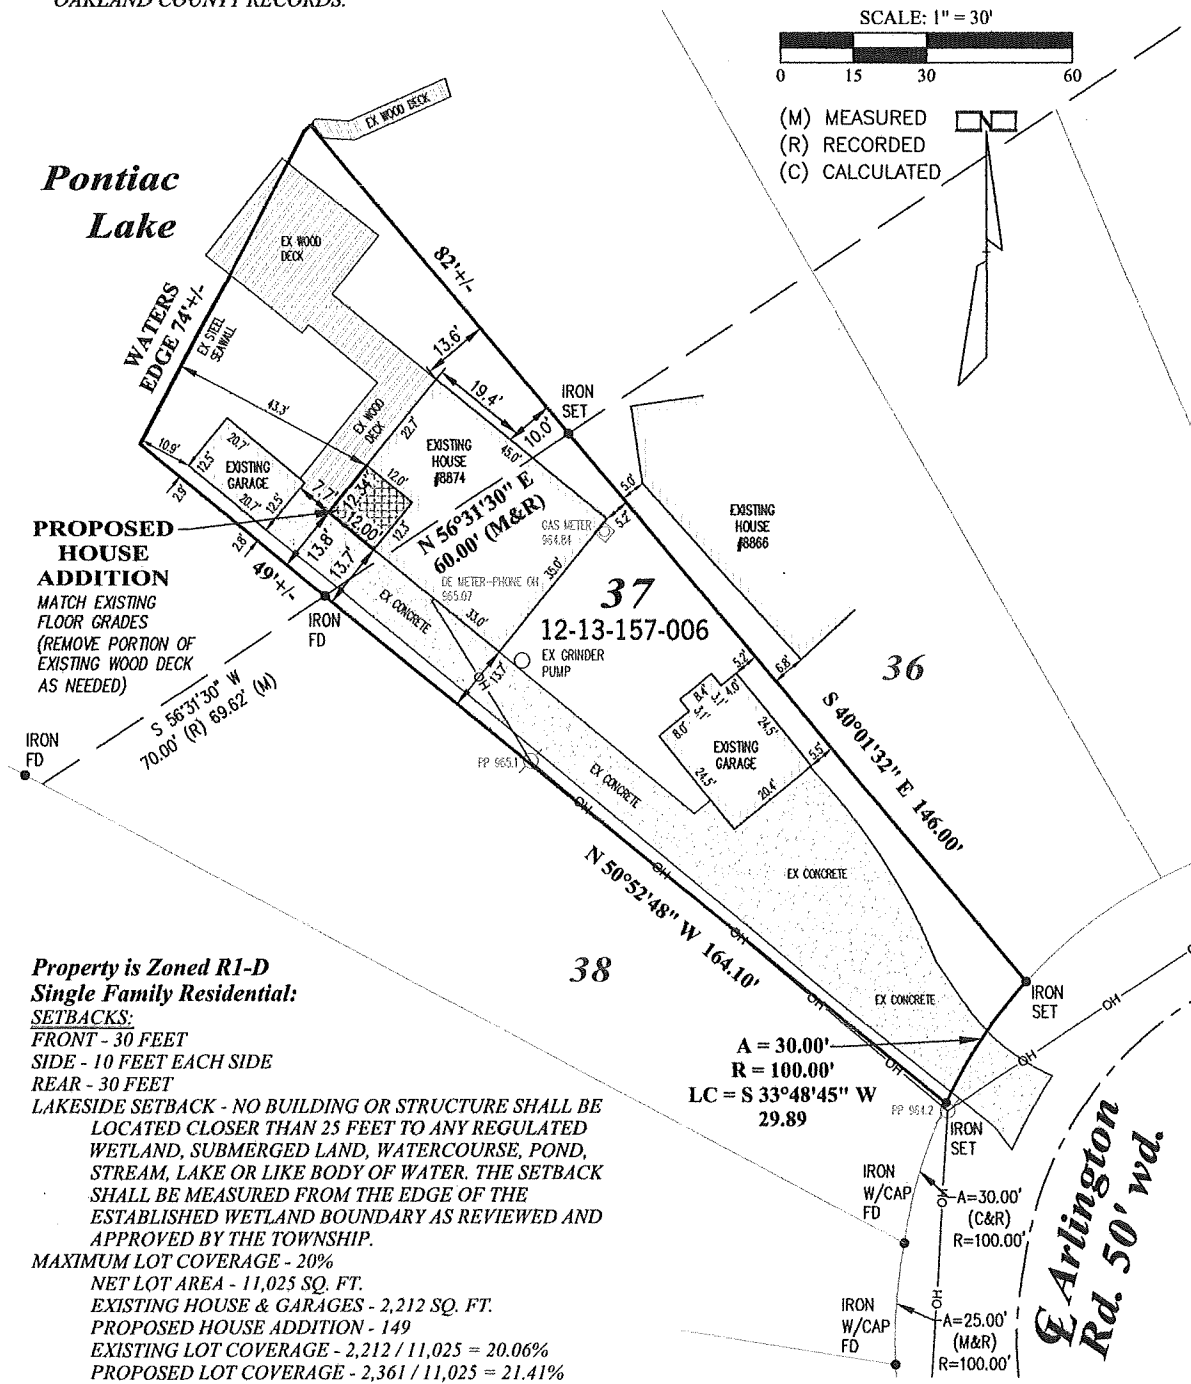 OAKLAND COUNTY RECORDS.
SCALE: 1" = 30'
0 15 30 60
(M) MEASURED
(R) RECORDED
(C) CALCULATED
N
EX WOOD DECK
Pontiac
Lake
EX WOOD
DECK
82'+/-
WATERS
EDGE 74'+/-
EX STEEL
SEAWALL
13.6'
19.4'
10.0'
IRON
SET
43.3'
EX WOOD
DECK
22.7'
EXISTING
HOUSE
#8874
45.0'
10.9'
20.7'
12.5'
EXISTING
GARAGE
20.7'
12.5'
2.9'
2.8'
7.7'
12.34'
12.00'
12.0'
12.3'
13.8'
13.7'
N 56°31'30" E
60.00' (M&R)
5.0'
5.2'
GAS METER
964.84
EXISTING
HOUSE
#8866
PROPOSED
HOUSE
ADDITION
MATCH EXISTING
FLOOR GRADES
(REMOVE PORTION OF
EXISTING WOOD DECK
AS NEEDED)
49'+/-
IRON
FD
DE METER-PHONE OH
965.07
35.0'
33.0'
EX CONCRETE
37
12-13-157-006
EX GRINDER
PUMP
OH
13.7'
5.2'
6.8'
36
S 56°31'30" W
70.00' (R) 69.62' (M)
IRON
FD
8.4'
3.1'
4.0'
3.1'
8.0'
24.5'
EXISTING
GARAGE
24.5'
20.4'
5.5'
S 40°01'32" E 146.00'
PP 965.1
EX CONCRETE
OH
OH
EX CONCRETE
N 50°52'48" W 164.10'
OH
38
OH
EX CONCRETE
IRON
SET
OH
OH
OH
A = 30.00'
R = 100.00'
LC = S 33°48'45" W
29.89
PP 964.2
IRON
SET
IRON
W/CAP
FD
OH
A=30.00'
(C&R)
R=100.00'
OH
IRON
W/CAP
FD
A=25.00'
(M&R)
R=100.00'
℄ Arlington
Rd. 50' wd.
Property is Zoned R1-D
Single Family Residential:
SETBACKS:
FRONT - 30 FEET
SIDE - 10 FEET EACH SIDE
REAR - 30 FEET
LAKESIDE SETBACK - NO BUILDING OR STRUCTURE SHALL BE
LOCATED CLOSER THAN 25 FEET TO ANY REGULATED
WETLAND, SUBMERGED LAND, WATERCOURSE, POND,
STREAM, LAKE OR LIKE BODY OF WATER. THE SETBACK
SHALL BE MEASURED FROM THE EDGE OF THE
ESTABLISHED WETLAND BOUNDARY AS REVIEWED AND
APPROVED BY THE TOWNSHIP.
MAXIMUM LOT COVERAGE - 20%
NET LOT AREA - 11,025 SQ. FT.
EXISTING HOUSE & GARAGES - 2,212 SQ. FT.
PROPOSED HOUSE ADDITION - 149
EXISTING LOT COVERAGE - 2,212 / 11,025 = 20.06%
PROPOSED LOT COVERAGE - 2,361 / 11,025 = 21.41%